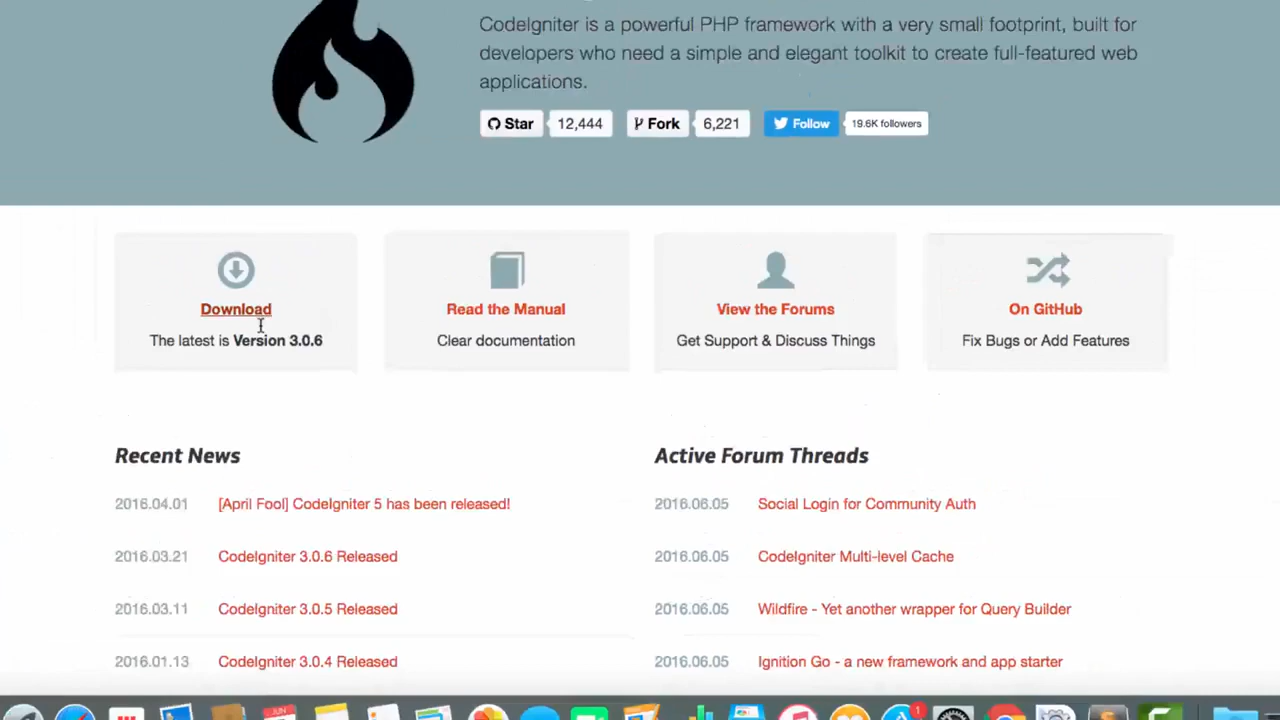 CodeIgniter is a powerful PHP framework with a very small footprint, built for
developers who need a simple and elegant toolkit to create full-featured web
applications.
Star 12,444 Fork 6,221 Follow 19.6K followers
Download
The latest is Version 3.0.6
Read the Manual
Clear documentation
View the Forums
Get Support & Discuss Things
On GitHub
Fix Bugs or Add Features
Recent News
2016.04.01 [April Fool] CodeIgniter 5 has been released!
2016.03.21 CodeIgniter 3.0.6 Released
2016.03.11 CodeIgniter 3.0.5 Released
2016.01.13 CodeIgniter 3.0.4 Released
Active Forum Threads
2016.06.05 Social Login for Community Auth
2016.06.05 CodeIgniter Multi-level Cache
2016.06.05 Wildfire - Yet another wrapper for Query Builder
2016.06.05 Ignition Go - a new framework and app starter
JUN
1